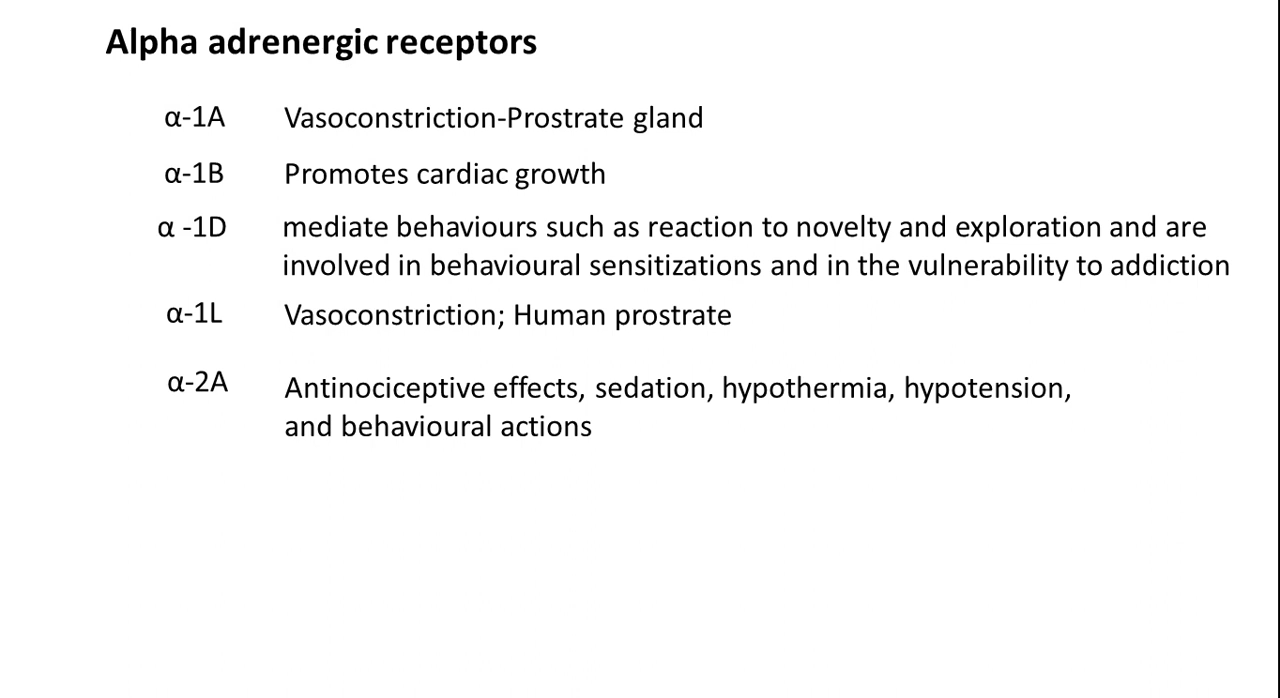 Alpha adrenergic receptors
α-1A Vasoconstriction-Prostrate gland
α-1B Promotes cardiac growth
α -1D mediate behaviours such as reaction to novelty and exploration and are
involved in behavioural sensitizations and in the vulnerability to addiction
α-1L Vasoconstriction; Human prostrate
α-2A Antinociceptive effects, sedation, hypothermia, hypotension,
and behavioural actions